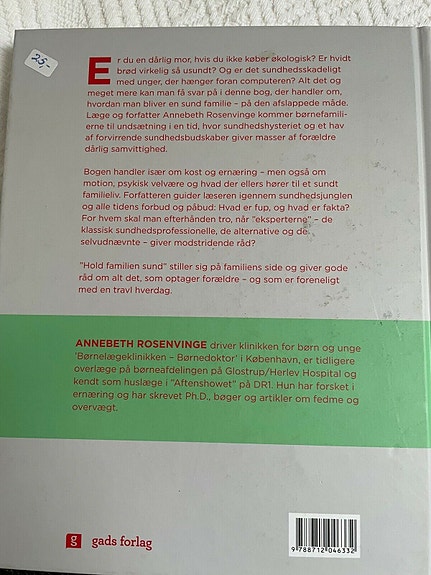 25.-
Er du en dårlig mor, hvis du ikke køber økologisk? Er hvidt
brød virkelig så usundt? Og er det sundhedsskadeligt
med unger, der hænger foran computeren? Alt det og
meget mere kan man få svar på i denne bog, der handler om,
hvordan man bliver en sund familie – på den afslappede måde.
Læge og forfatter Annebeth Rosenvinge kommer børnefamili-
erne til undsætning i en tid, hvor sundhedshysteriet og et hav
af forvirrende sundhedsbudskaber giver masser af forældre
dårlig samvittighed.
Bogen handler især om kost og ernæring – men også om
motion, psykisk velvære og hvad der ellers hører til et sundt
familieliv. Forfatteren guider læseren igennem sundhedsjunglen
og alle tidens forbud og påbud: Hvad er fup, og hvad er fakta?
For hvem skal man efterhånden tro, når "eksperterne" – de
klassisk sundhedsprofessionelle, de alternative og de
selvudnævnte – giver modstridende råd?
"Hold familien sund" stiller sig på familiens side og giver gode
råd om alt det, som optager forældre – og som er foreneligt
med en travl hverdag.
ANNEBETH ROSENVINGE driver klinikken for børn og unge
'Børnelægeklinikken – Børnedoktor' i København, er tidligere
overlæge på børneafdelingen på Glostrup/Herlev Hospital og
kendt som huslæge i "Aftenshowet" på DR1. Hun har forsket i
ernæring og har skrevet Ph.D., bøger og artikler om fedme og
overvægt.
g gads forlag
9 788712 046332